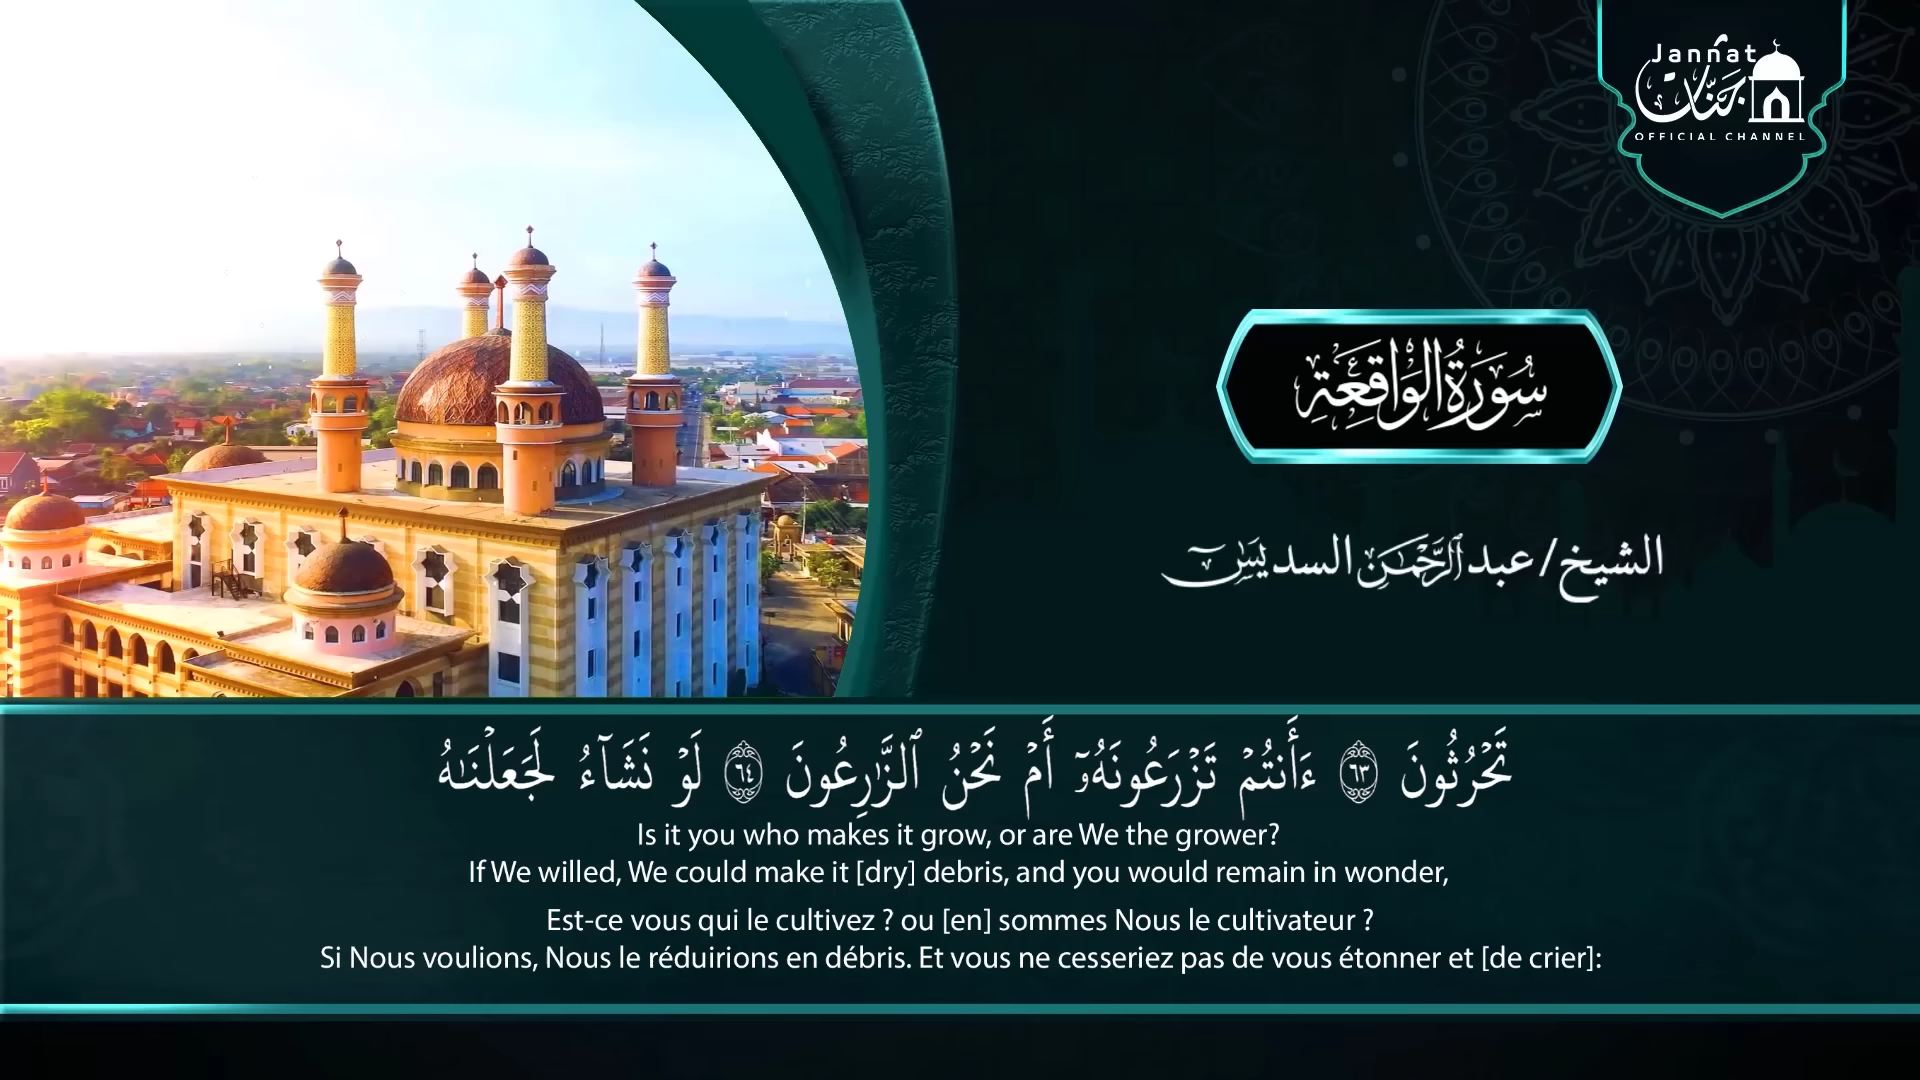 Jannat
جنات
OFFICIAL CHANNEL
سُورَةُ الوَاقِعَةِ
الشيخ / عبد الرَّحْمَٰن السديس
تَحْرُثُونَ ٦٣ ءَأَنتُمْ تَزْرَعُونَهُۥٓ أَمْ نَحْنُ ٱلزَّٰرِعُونَ ٦٤ لَوْ نَشَآءُ لَجَعَلْنَٰهُ
Is it you who makes it grow, or are We the grower?
If We willed, We could make it [dry] debris, and you would remain in wonder,
Est-ce vous qui le cultivez ? ou [en] sommes Nous le cultivateur ?
Si Nous voulions, Nous le réduirions en débris. Et vous ne cesseriez pas de vous étonner et [de crier]: